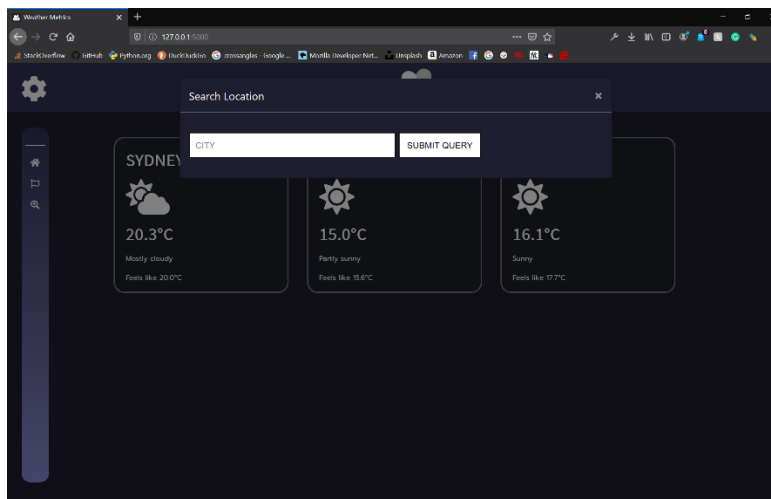 Weather Metrics
127.0.0.1:5000
StackOverflow GitHub Python.org DuckDuckGo crossangles - Google ... Mozilla Developer Net... Unsplash Amazon
Search Location ×
CITY SUBMIT QUERY
SYDNEY
20.3°C 15.0°C 16.1°C
Mostly cloudy Partly sunny Sunny
Feels like 20.0°C Feels like 15.6°C Feels like 17.7°C